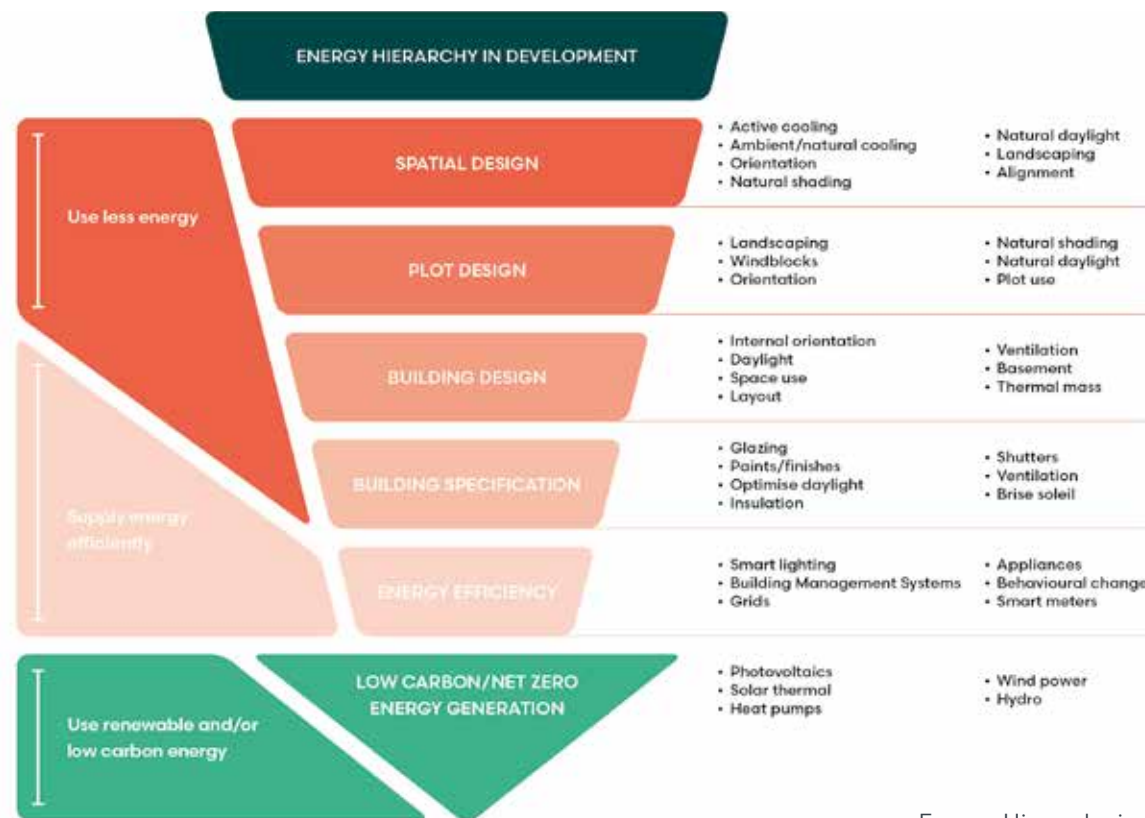 ENERGY HIERARCHY IN DEVELOPMENT
Use less energy
SPATIAL DESIGN
• Active cooling
• Ambient/natural cooling
• Orientation
• Natural shading
• Natural daylight
• Landscaping
• Alignment
PLOT DESIGN
• Landscaping
• Windblocks
• Orientation
• Natural shading
• Natural daylight
• Plot use
BUILDING DESIGN
• Internal orientation
• Daylight
• Space use
• Layout
• Ventilation
• Basement
• Thermal mass
Supply energy
efficiently
BUILDING SPECIFICATION
• Glazing
• Paints/finishes
• Optimise daylight
• Insulation
• Shutters
• Ventilation
• Brise soleil
ENERGY EFFICIENCY
• Smart lighting
• Building Management Systems
• Grids
• Appliances
• Behavioural change
• Smart meters
Use renewable and/or
low carbon energy
LOW CARBON/NET ZERO
ENERGY GENERATION
• Photovoltaics
• Solar thermal
• Heat pumps
• Wind power
• Hydro